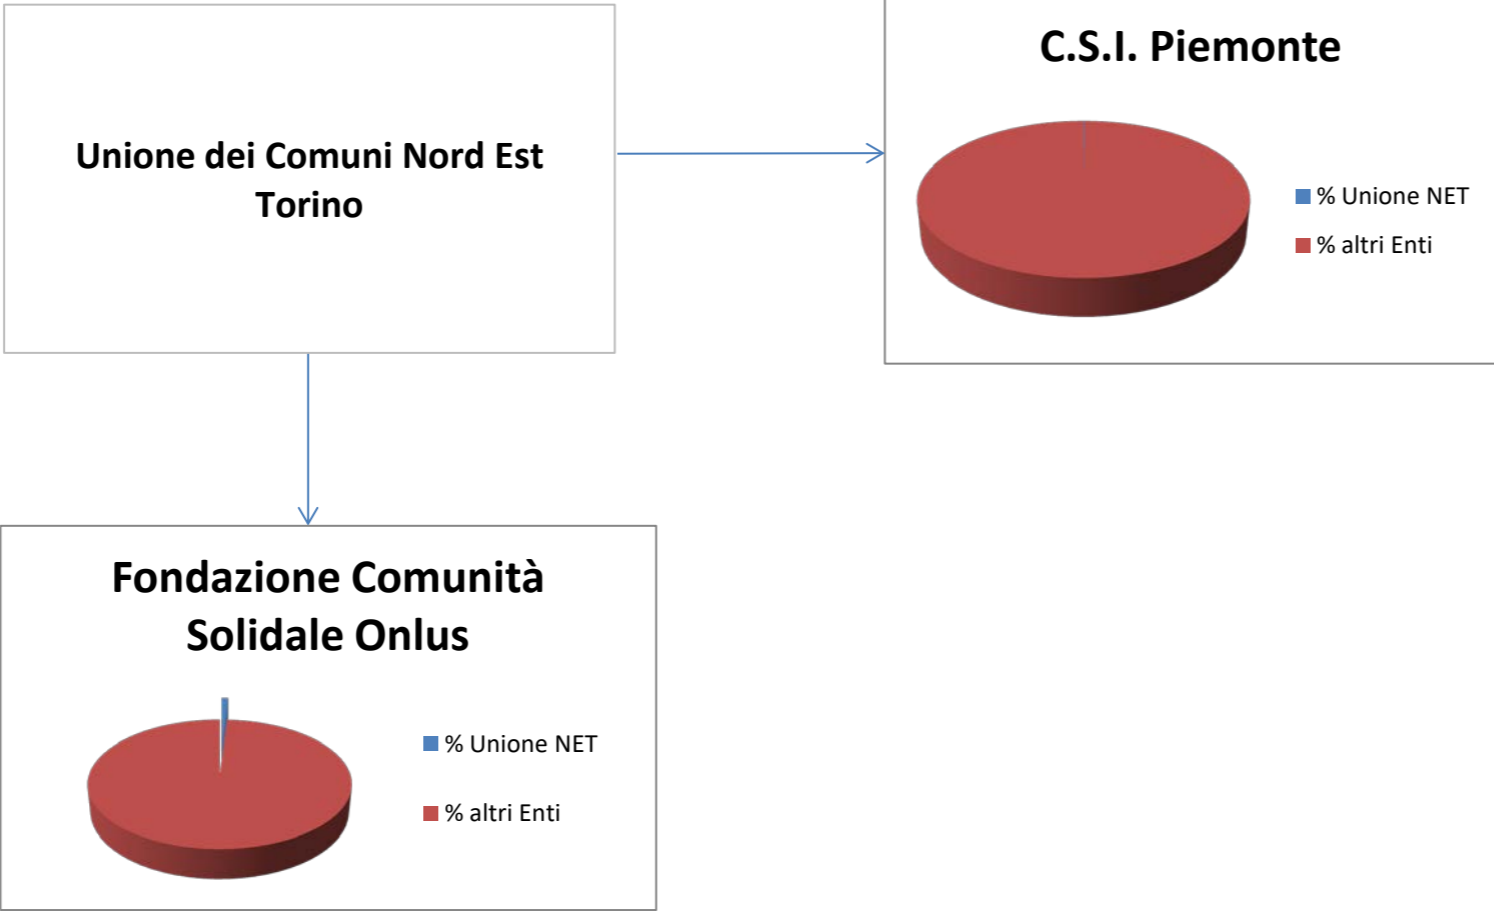 Unione dei Comuni Nord Est
Torino
C.S.I. Piemonte
% Unione NET
% altri Enti
Fondazione Comunità
Solidale Onlus
% Unione NET
% altri Enti